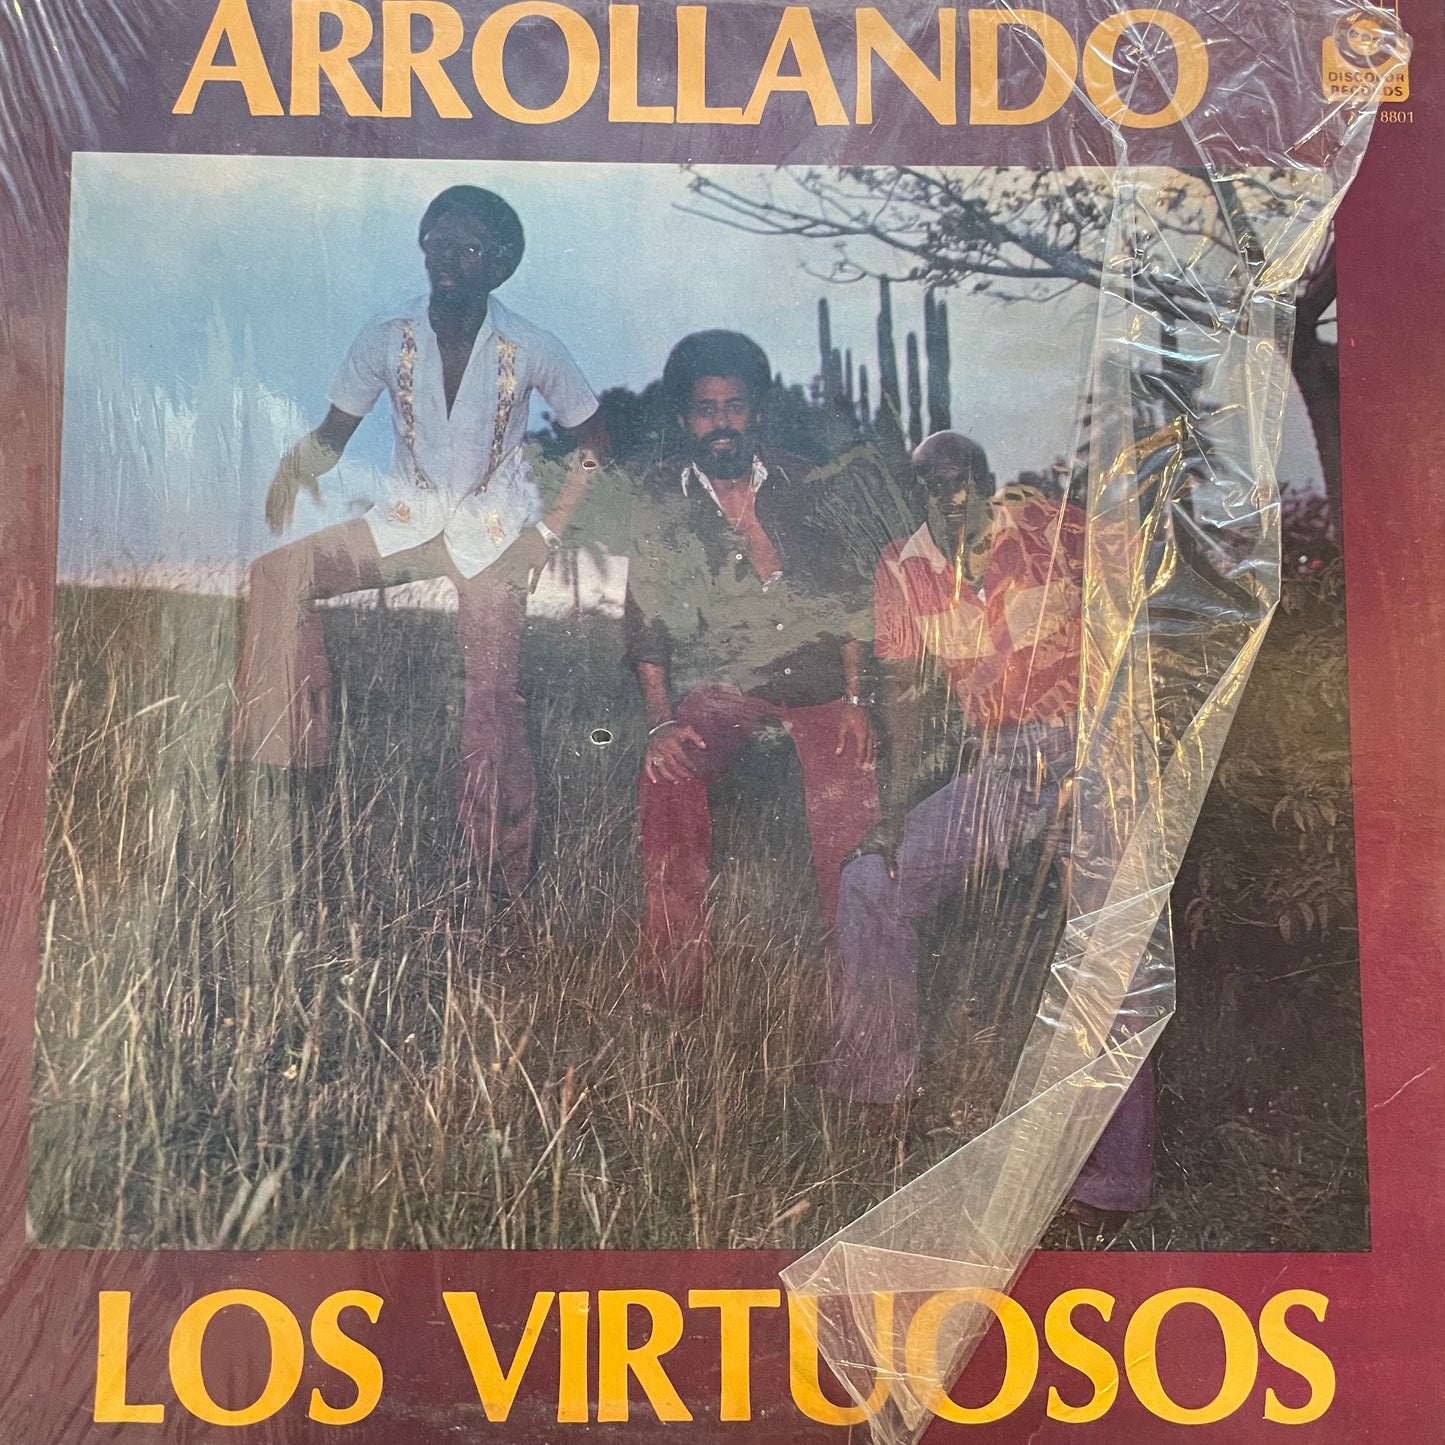 ARROLLANDO
DISCOLOR
RECORDS
8801
LOS VIRTUOSOS